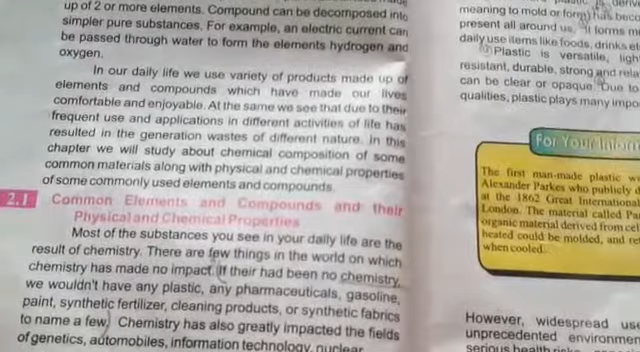 up of 2 or more elements. Compound can be decomposed into
simpler pure substances. For example, an electric current can
be passed through water to form the elements hydrogen and
oxygen.
In our daily life we use variety of products made up of
elements and compounds which have made our lives
comfortable and enjoyable. At the same we see that due to their
frequent use and applications in different activities of life has
resulted in the generation wastes of different nature. In this
chapter we will study about chemical composition of some
common materials along with physical and chemical properties
of some commonly used elements and compounds.
2.1 Common Elements and Compounds and their
Physical and Chemical Properties
Most of the substances you see in your daily life are the
result of chemistry. There are few things in the world on which
chemistry has made no impact. If their had been no chemistry,
we wouldn't have any plastic, any pharmaceuticals, gasoline,
paint, synthetic fertilizer, cleaning products, or synthetic fabrics
to name a few. Chemistry has also greatly impacted the fields
of genetics, automobiles, information technology, nuclear
meaning to mold or form) has
present all around us. It forms
daily use items like foods, drinks
Plastic is versatile,
resistant, durable, strong and
can be clear or opaque. Due to
qualities, plastic plays many
For Your
The first man-made plastic
Alexander Parkes who publicly
at the 1862 Great International
London. The material called
organic material derived from
heated could be molded, and
when cooled.
However, widespread
unprecedented
serious health